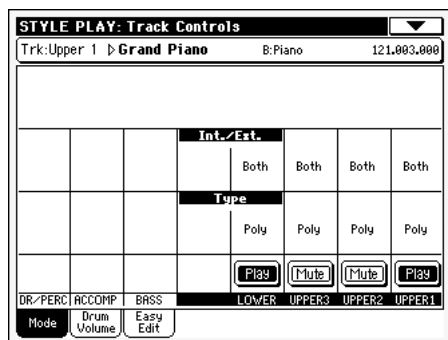 STYLE PLAY: Track Controls
Trk:Upper 1 Grand Piano B:Piano 121.003.000
Int./Ext.
Both Both Both Both
Type
Poly Poly Poly Poly
Play Mute Mute Play
DR/PERC ACCOMP BASS LOWER UPPER3 UPPER2 UPPER1
Mode Drum Volume Easy Edit